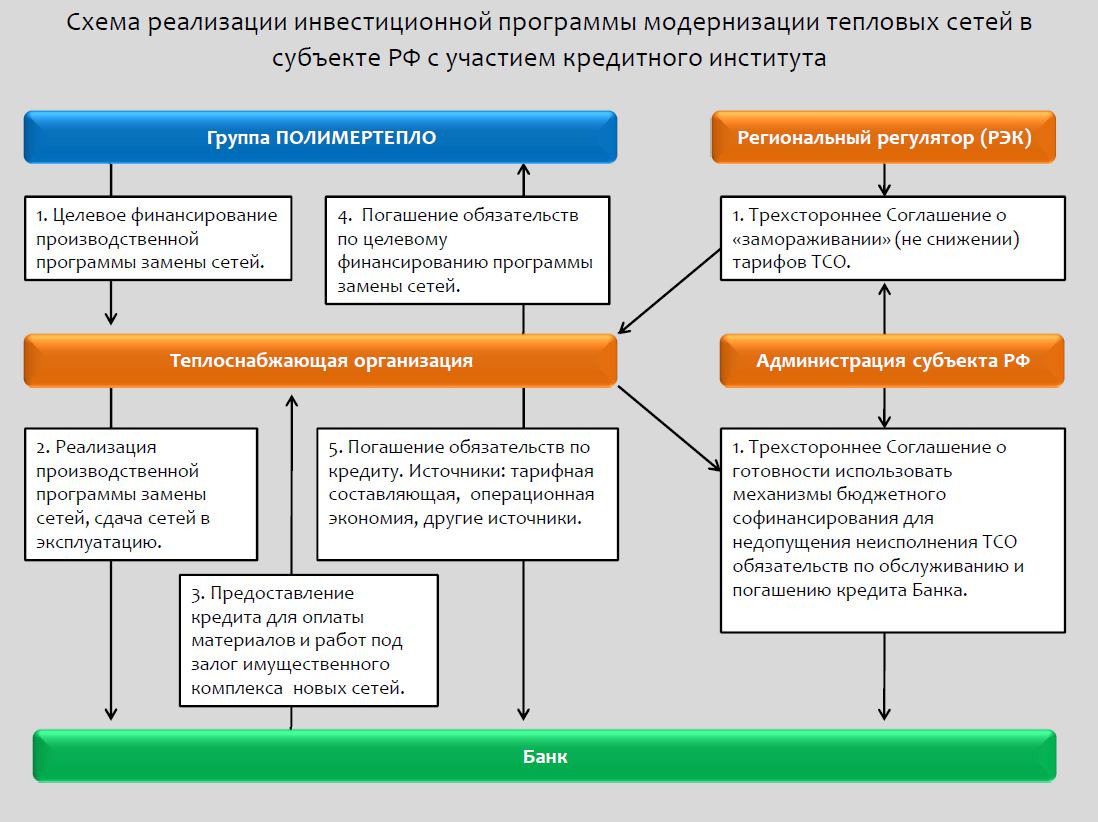 Схема реализации инвестиционной программы модернизации тепловых сетей в
субъекте РФ с участием кредитного института
Группа ПОЛИМЕРТЕПЛО
Региональный регулятор (РЭК)
1. Целевое финансирование
производственной
программы замены сетей.
4. Погашение обязательств
по целевому
финансированию программы
замены сетей.
1. Трехстороннее Соглашение о
«замораживании» (не снижении)
тарифов ТСО.
Теплоснабжающая организация
Администрация субъекта РФ
2. Реализация
производственной
программы замены
сетей, сдача сетей в
эксплуатацию.
5. Погашение обязательств по
кредиту. Источники: тарифная
составляющая, операционная
экономия, другие источники.
1. Трехстороннее Соглашение о
готовности использовать
механизмы бюджетного
софинансирования для
недопущения неисполнения ТСО
обязательств по обслуживанию и
погашению кредита Банка.
3. Предоставление
кредита для оплаты
материалов и работ под
залог имущественного
комплекса новых сетей.
Банк